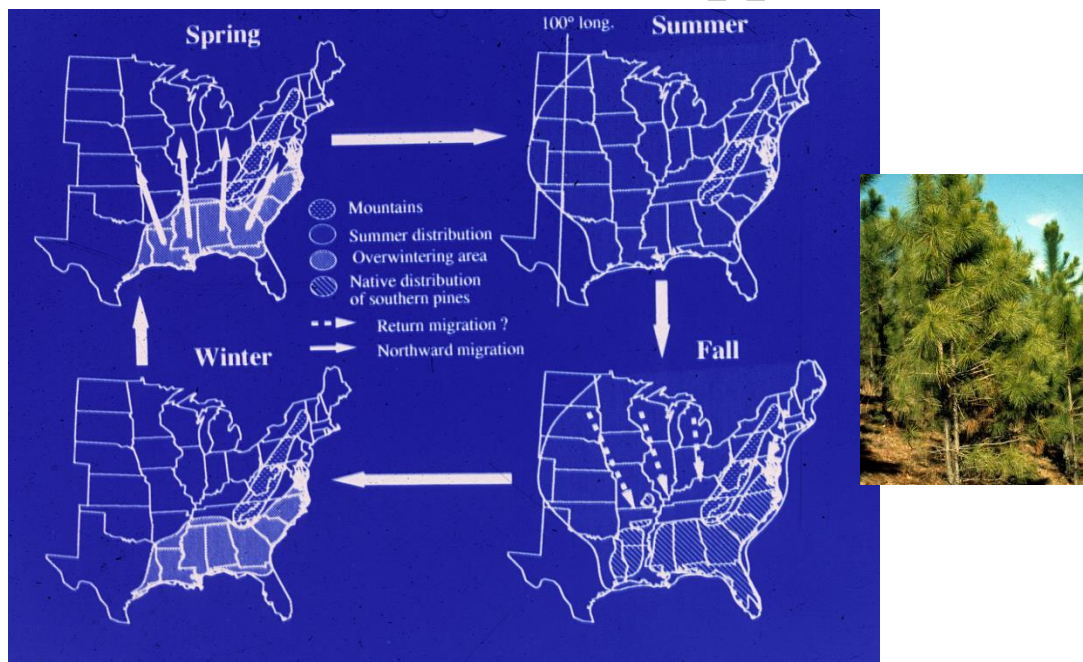 Spring
100° long.
Summer
Mountains
Summer distribution
Overwintering area
Native distribution
of southern pines
Return migration ?
Northward migration
Winter
Fall